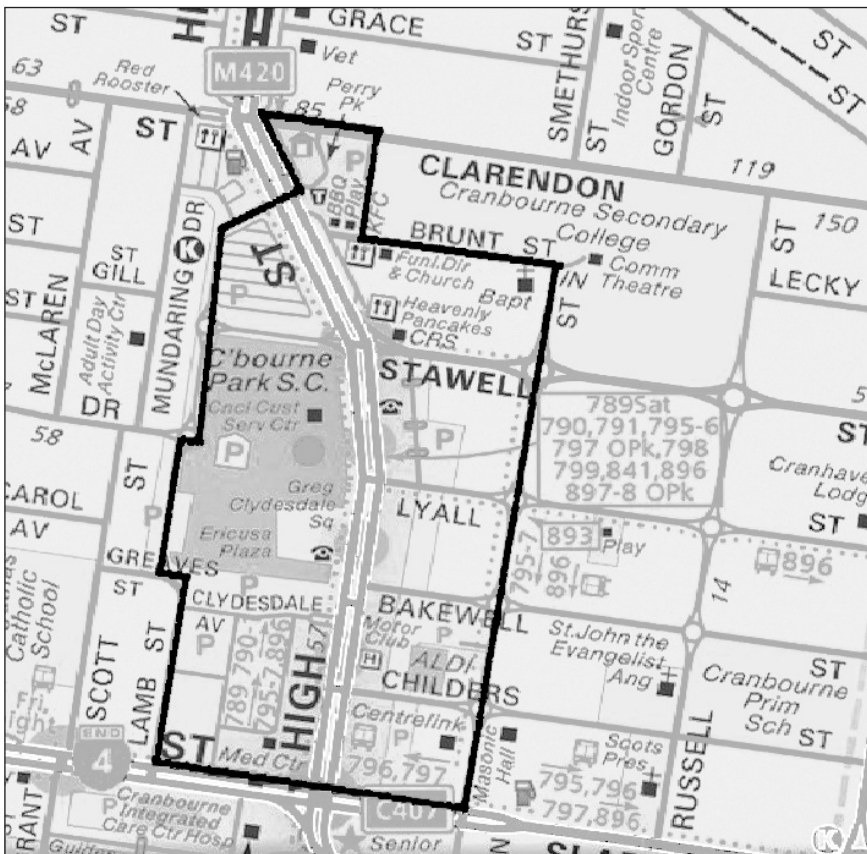 GRACE
ST
ST
Vet
M420
Red
Rooster
Perry
Pk
85
63
58
SMETHURST
ST
Indoor Sport
Centre
GORDON
ST
ST
ST
AV
AV
ST
CLARENDON
119
Cranbourne Secondary
College
BBQ
Play
KFC
BRUNT ST
150
ST
LECKY
Comm
Theatre
ST
GILL
ST
DR
K
ST
P
P
Funl.Dir
& Church
Bapt
IN
ST
Heavenly
Pancakes
CRS
McLAREN
ST
Adult Day
Activity Ctr
MUNDARING
DR
C'bourne
Park S.C.
STAWELL
Cncl Cust
Serv Ctr
P
P
789Sat
790,791,795-6
797 OPk,798
799,841,896
897-8 OPk
58
ST
Cranhaven
Lodge
ST
CAROL
AV
ST
P
Greg
Clydesdale
Sq
Ericusa
Plaza
LYALL
893
Play
795-7
896
896
14
GREAVES
ST
P
CLYDESDALE
AV
P
BAKEWELL
Motor
Club
P
H
ALDI
CHILDERS
St.John the
Evangelist
Ang
ST
Cranbourne
Prim
Sch
ST
Catholic
School
SCOTT
LAMB
ST
789 790-
795-7,896
HIGH
57
Centrelink
P
796,797
Masonic
Hall
Scots
Pres
795,796
797,896
RUSSELL
END
4
ST
Med Ctr
C407
P
Cranbourne
Integrated
Care Ctr Hosp
Senior
K